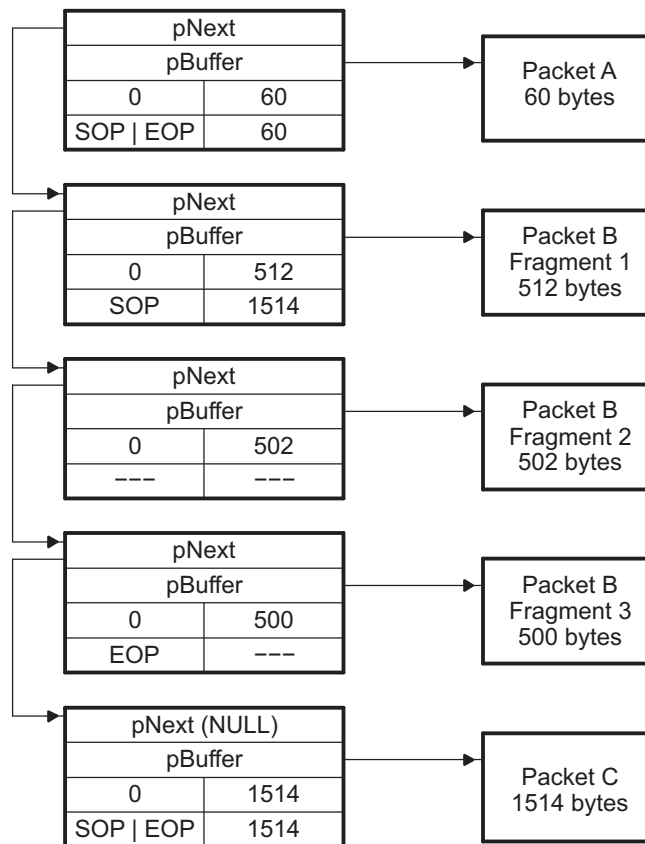 pNext
pBuffer
0 60
SOP | EOP 60
Packet A
60 bytes
pNext
pBuffer
0 512
SOP 1514
Packet B
Fragment 1
512 bytes
pNext
pBuffer
0 502
--- ---
Packet B
Fragment 2
502 bytes
pNext
pBuffer
0 500
EOP ---
Packet B
Fragment 3
500 bytes
pNext (NULL)
pBuffer
0 1514
SOP | EOP 1514
Packet C
1514 bytes